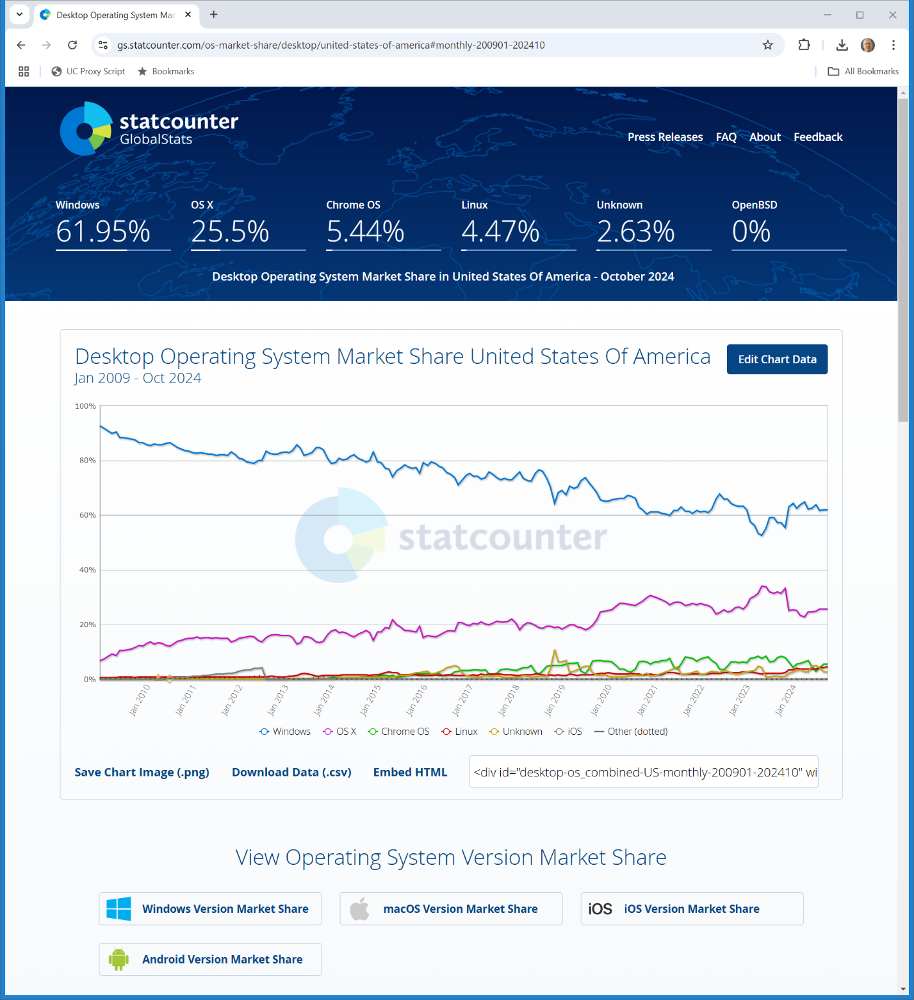 Desktop Operating System Mar
gs.statcounter.com/os-market-share/desktop/united-states-of-america#monthly-200901-202410
UC Proxy Script
Bookmarks
All Bookmarks
statcounter
GlobalStats
Press Releases
FAQ
About
Feedback
Windows
61.95%
OS X
25.5%
Chrome OS
5.44%
Linux
4.47%
Unknown
2.63%
OpenBSD
0%
Desktop Operating System Market Share in United States Of America - October 2024
Desktop Operating System Market Share United States Of America
Jan 2009 - Oct 2024
Edit Chart Data
100%
80%
60%
40%
20%
0%
statcounter
Jan 2010
Jan 2011
Jan 2012
Jan 2013
Jan 2014
Jan 2015
Jan 2016
Jan 2017
Jan 2018
Jan 2019
Jan 2020
Jan 2021
Jan 2022
Jan 2023
Jan 2024
Windows
OS X
Chrome OS
Linux
Unknown
iOS
Other (dotted)
Save Chart Image (.png)
Download Data (.csv)
Embed HTML
<div id="desktop-os_combined-US-monthly-200901-202410" wi
View Operating System Version Market Share
Windows Version Market Share
macOS Version Market Share
iOS
iOS Version Market Share
Android Version Market Share